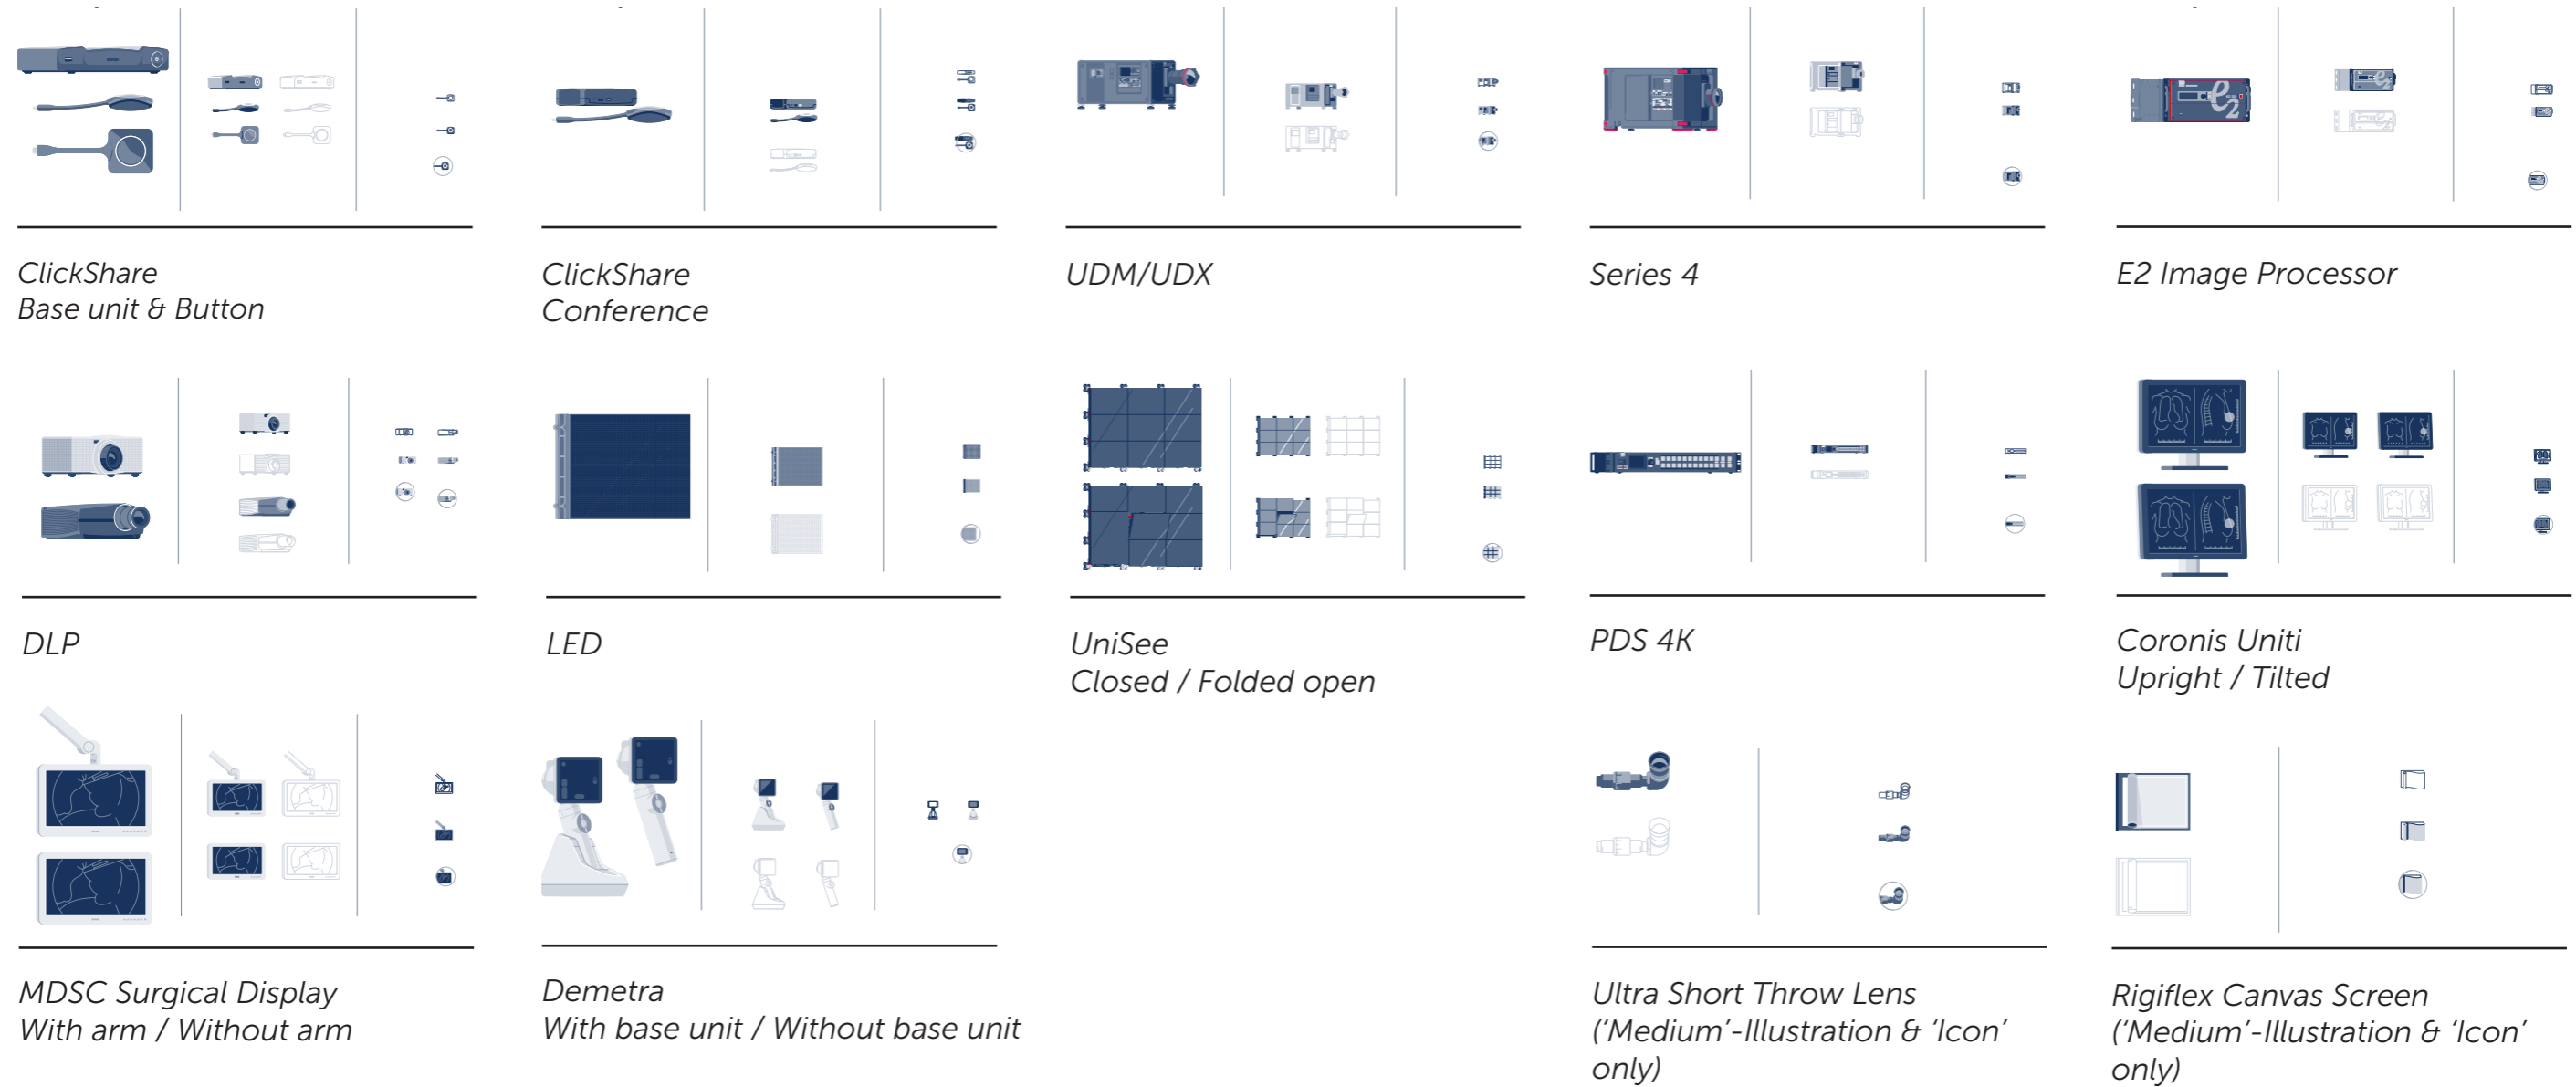 ClickShare
Base unit & Button
ClickShare
Conference
UDM/UDX
Series 4
e2
E2 Image Processor
DLP
LED
UniSee
Closed / Folded open
PDS 4K
Coronis Uniti
Upright / Tilted
MDSC Surgical Display
With arm / Without arm
Demetra
With base unit / Without base unit
Ultra Short Throw Lens
(‘Medium’-Illustration & ‘Icon’
only)
Rigiflex Canvas Screen
(‘Medium’-Illustration & ‘Icon’
only)